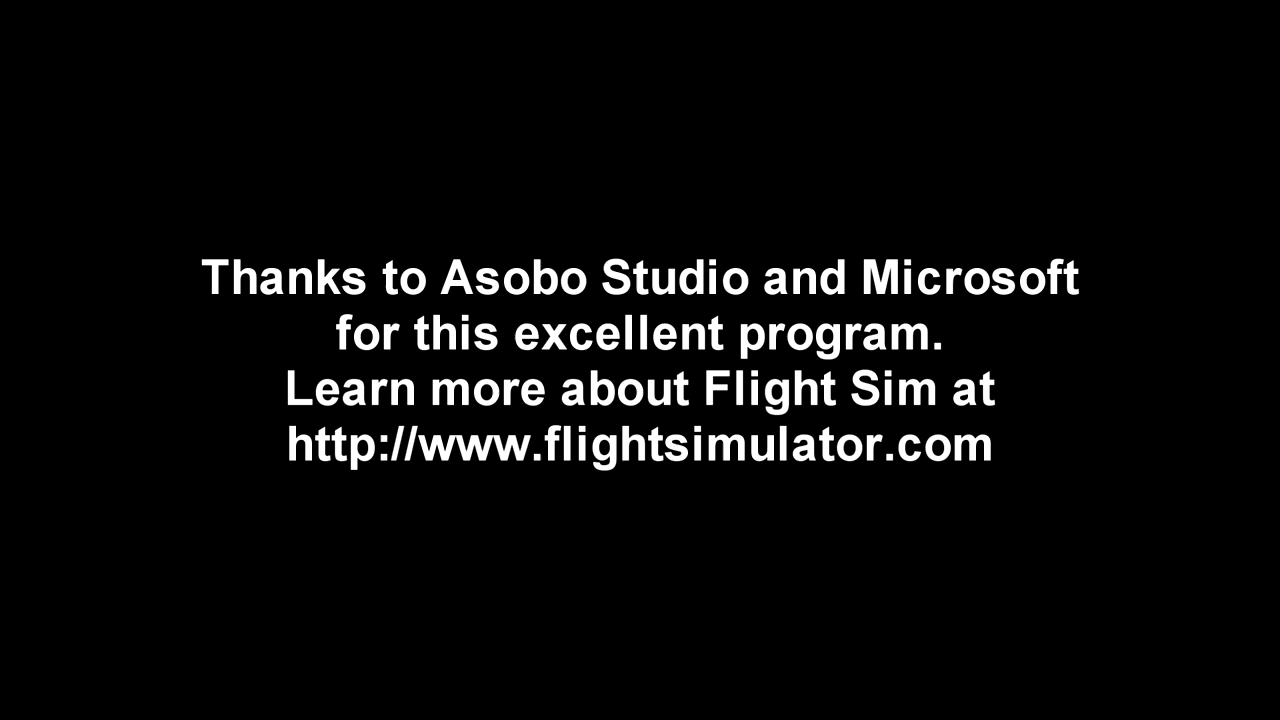 Thanks to Asobo Studio and Microsoft
for this excellent program.
Learn more about Flight Sim at
http://www.flightsimulator.com